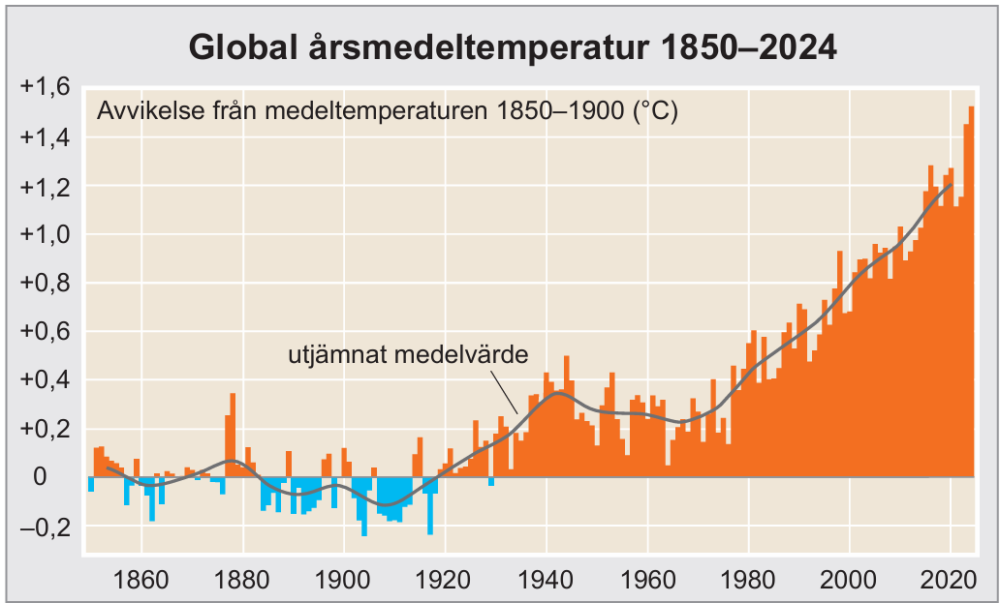 Global årsmedeltemperatur 1850–2024
Avvikelse från medeltemperaturen 1850–1900 (°C)
+1,6
+1,4
+1,2
+1,0
+0,8
+0,6
+0,4
+0,2
0
–0,2
utjämnat medelvärde
1860 1880 1900 1920 1940 1960 1980 2000 2020